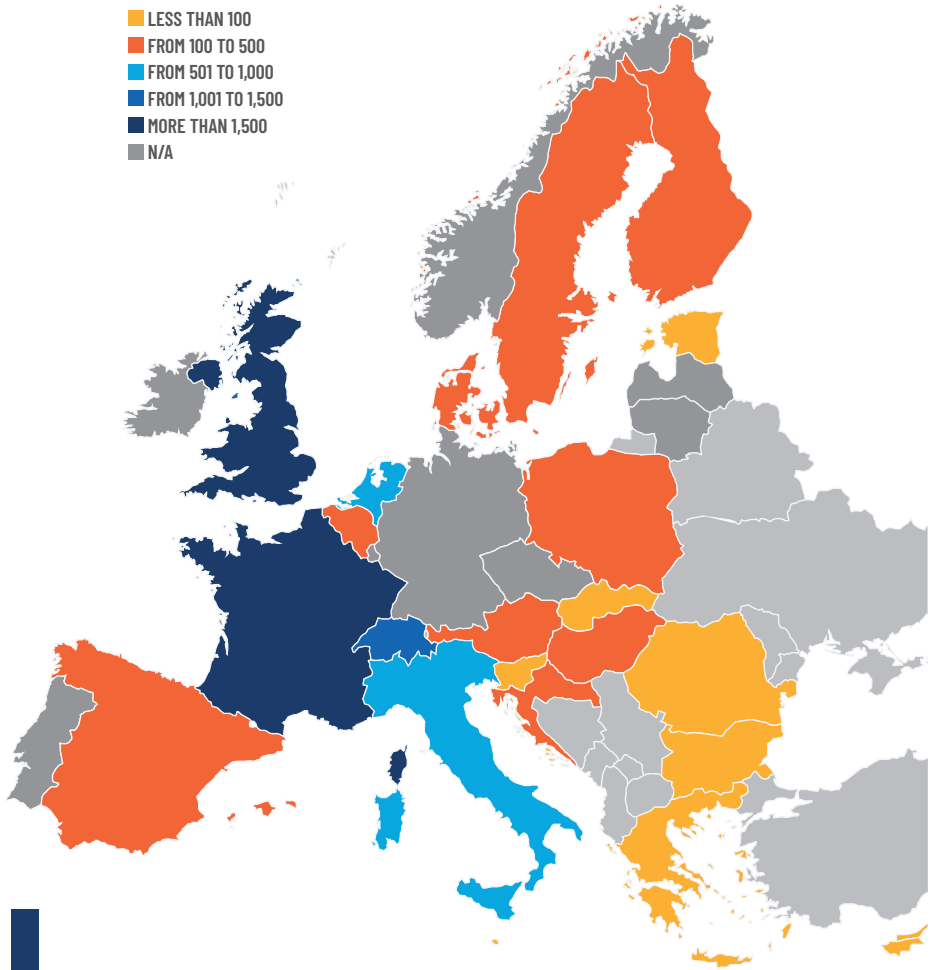 LESS THAN 100
FROM 100 TO 500
FROM 501 TO 1,000
FROM 1,001 TO 1,500
MORE THAN 1,500
N/A